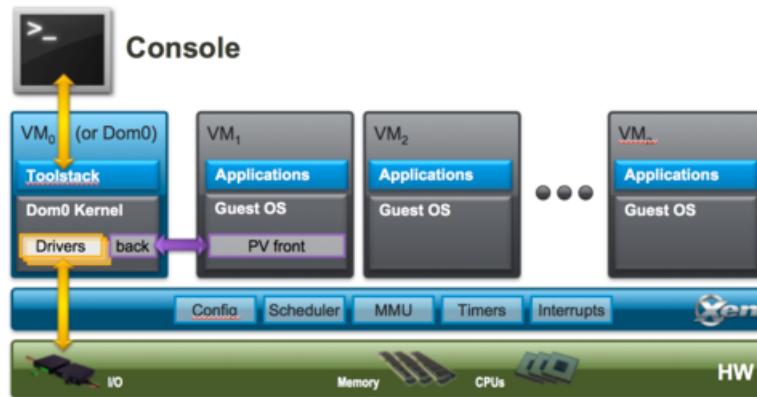 >_
Console
VM0 (or Dom0)
Toolstack
Dom0 Kernel
Drivers
back
VM1
Applications
Guest OS
PV front
VM2
Applications
Guest OS
VMn
Applications
Guest OS
Config
Scheduler
MMU
Timers
Interrupts
Xen
I/O
Memory
CPUs
HW